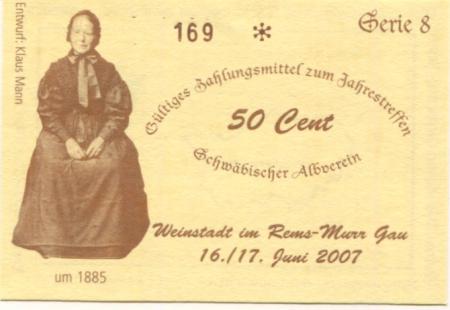 169 *
Serie 8
Entwurf: Klaus Mann
Gültiges Zahlungsmittel zum Jahrestreffen
50 Cent
Schwäbischer Albverein
Weinstadt im Rems-Murr Gau
16./17. Juni 2007
um 1885